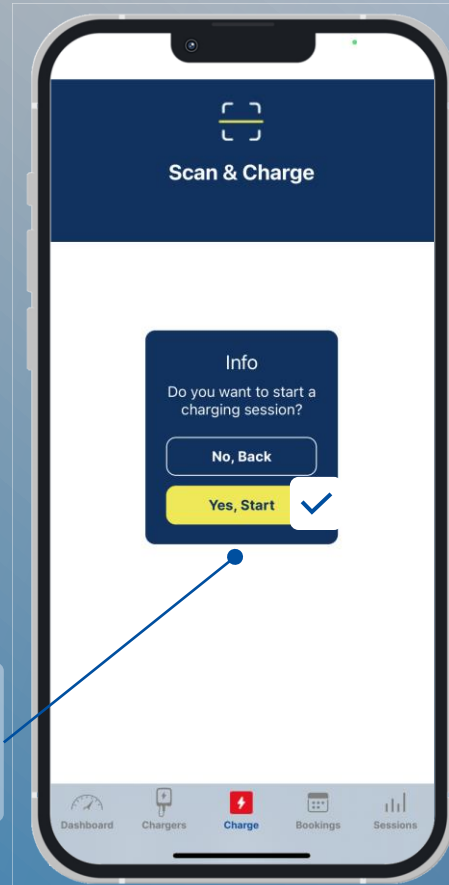 Scan & Charge
Info
Do you want to start a
charging session?
No, Back
Yes, Start
Dashboard
Chargers
Charge
Bookings
Sessions